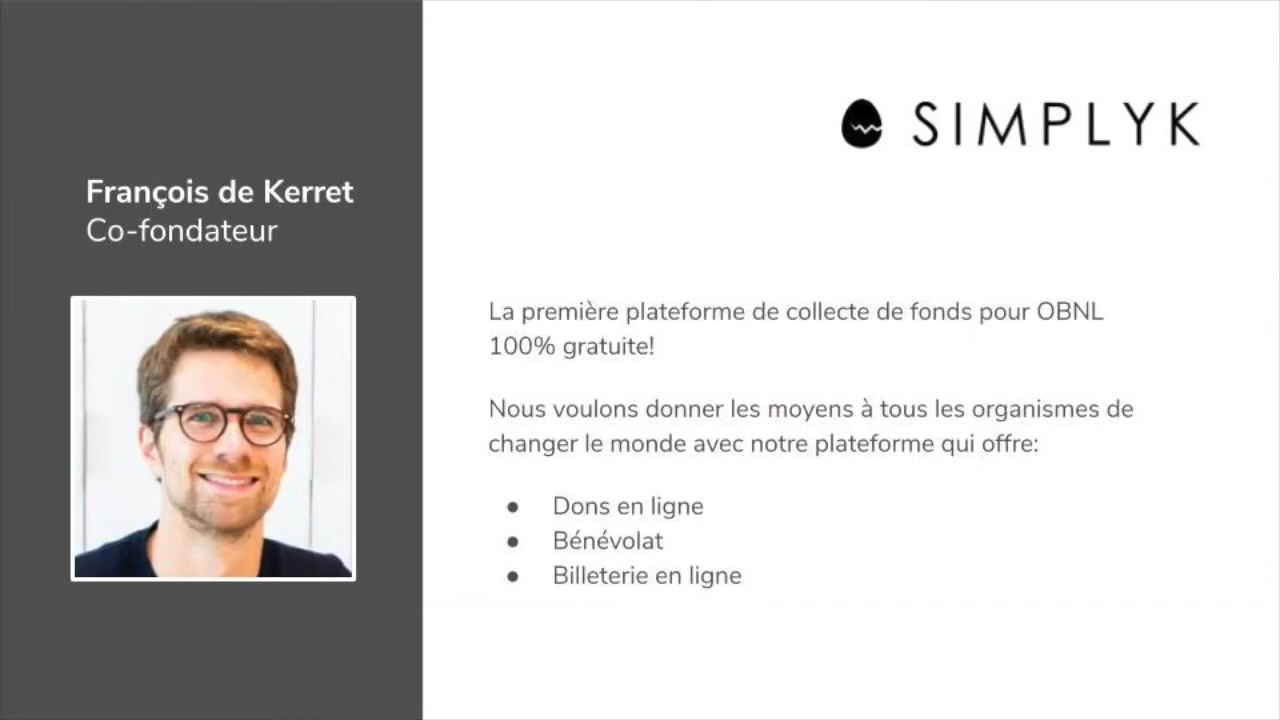 François de Kerret
Co-fondateur
SIMPLYK
La première plateforme de collecte de fonds pour OBNL
100% gratuite!
Nous voulons donner les moyens à tous les organismes de
changer le monde avec notre plateforme qui offre:
● Dons en ligne
● Bénévolat
● Billeterie en ligne